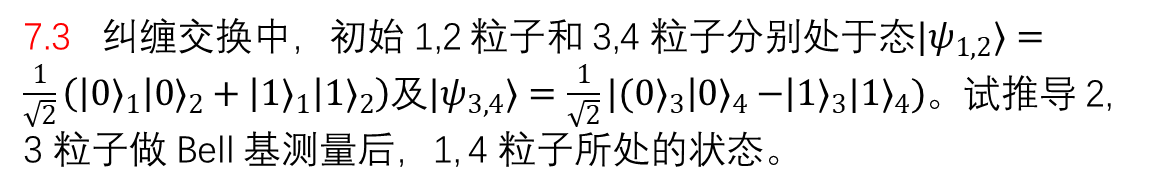 7.3 纠缠交换中，初始 1,2 粒子和 3,4 粒子分别处于态|ψ₁,₂⟩ =
1/√2 (|0⟩₁|0⟩₂ + |1⟩₁|1⟩₂)及|ψ₃,₄⟩ = 1/√2 |(0⟩₃|0⟩₄ −|1⟩₃|1⟩₄)。试推导 2,
3 粒子做 Bell 基测量后，1, 4 粒子所处的状态。